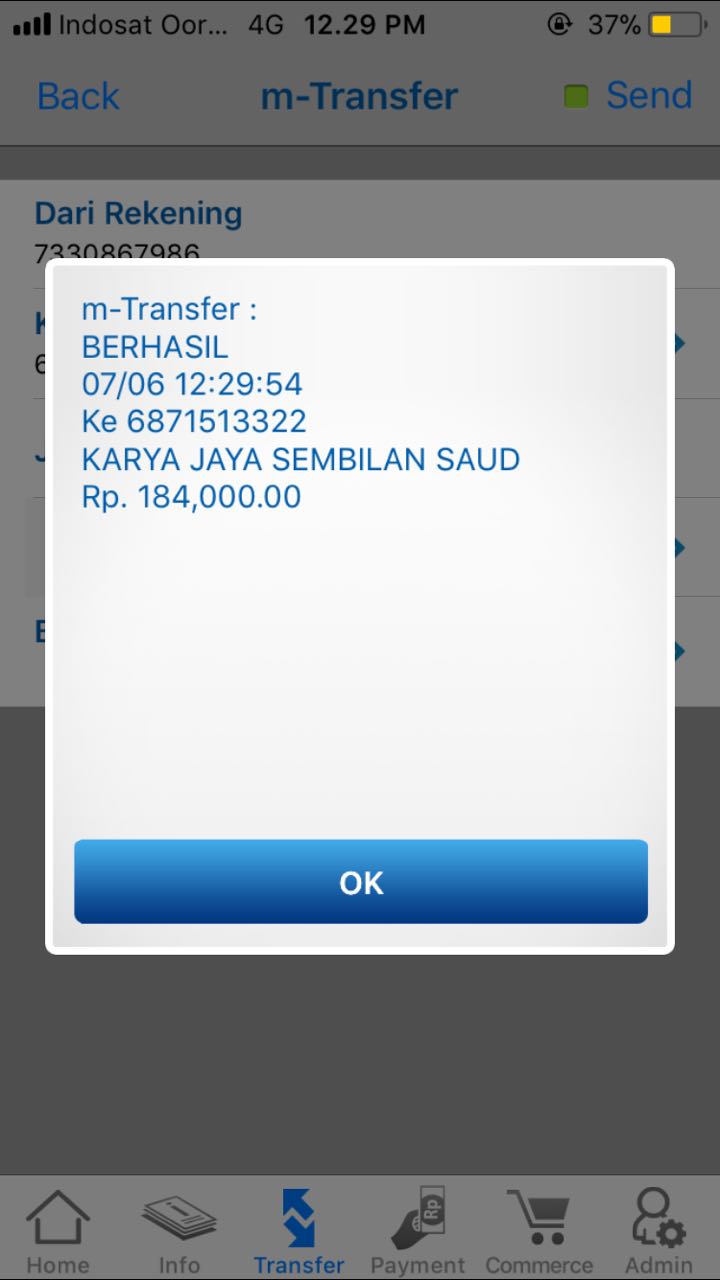 Indosat Oor... 4G 12.29 PM 37%
Back m-Transfer Send
Dari Rekening
7330867986
m-Transfer :
BERHASIL
07/06 12:29:54
Ke 6871513322
KARYA JAYA SEMBILAN SAUD
Rp. 184,000.00
OK
Rp
Home Info Transfer Payment Commerce Admin